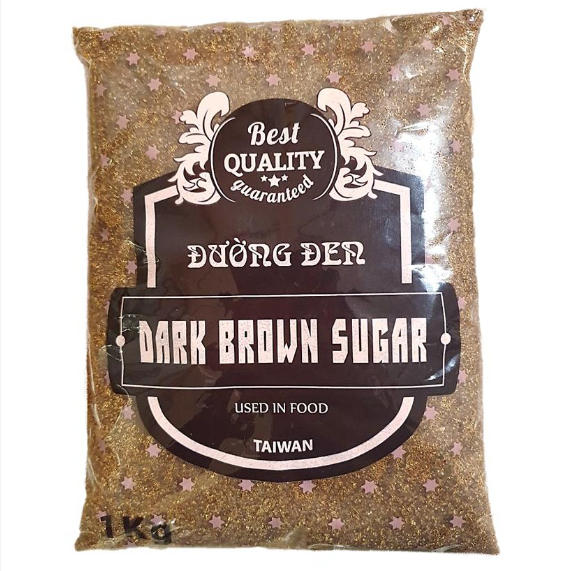 Best
QUALITY
guaranteed
ĐƯỜNG ĐEN
DARK BROWN SUGAR
USED IN FOOD
TAIWAN
1Kg